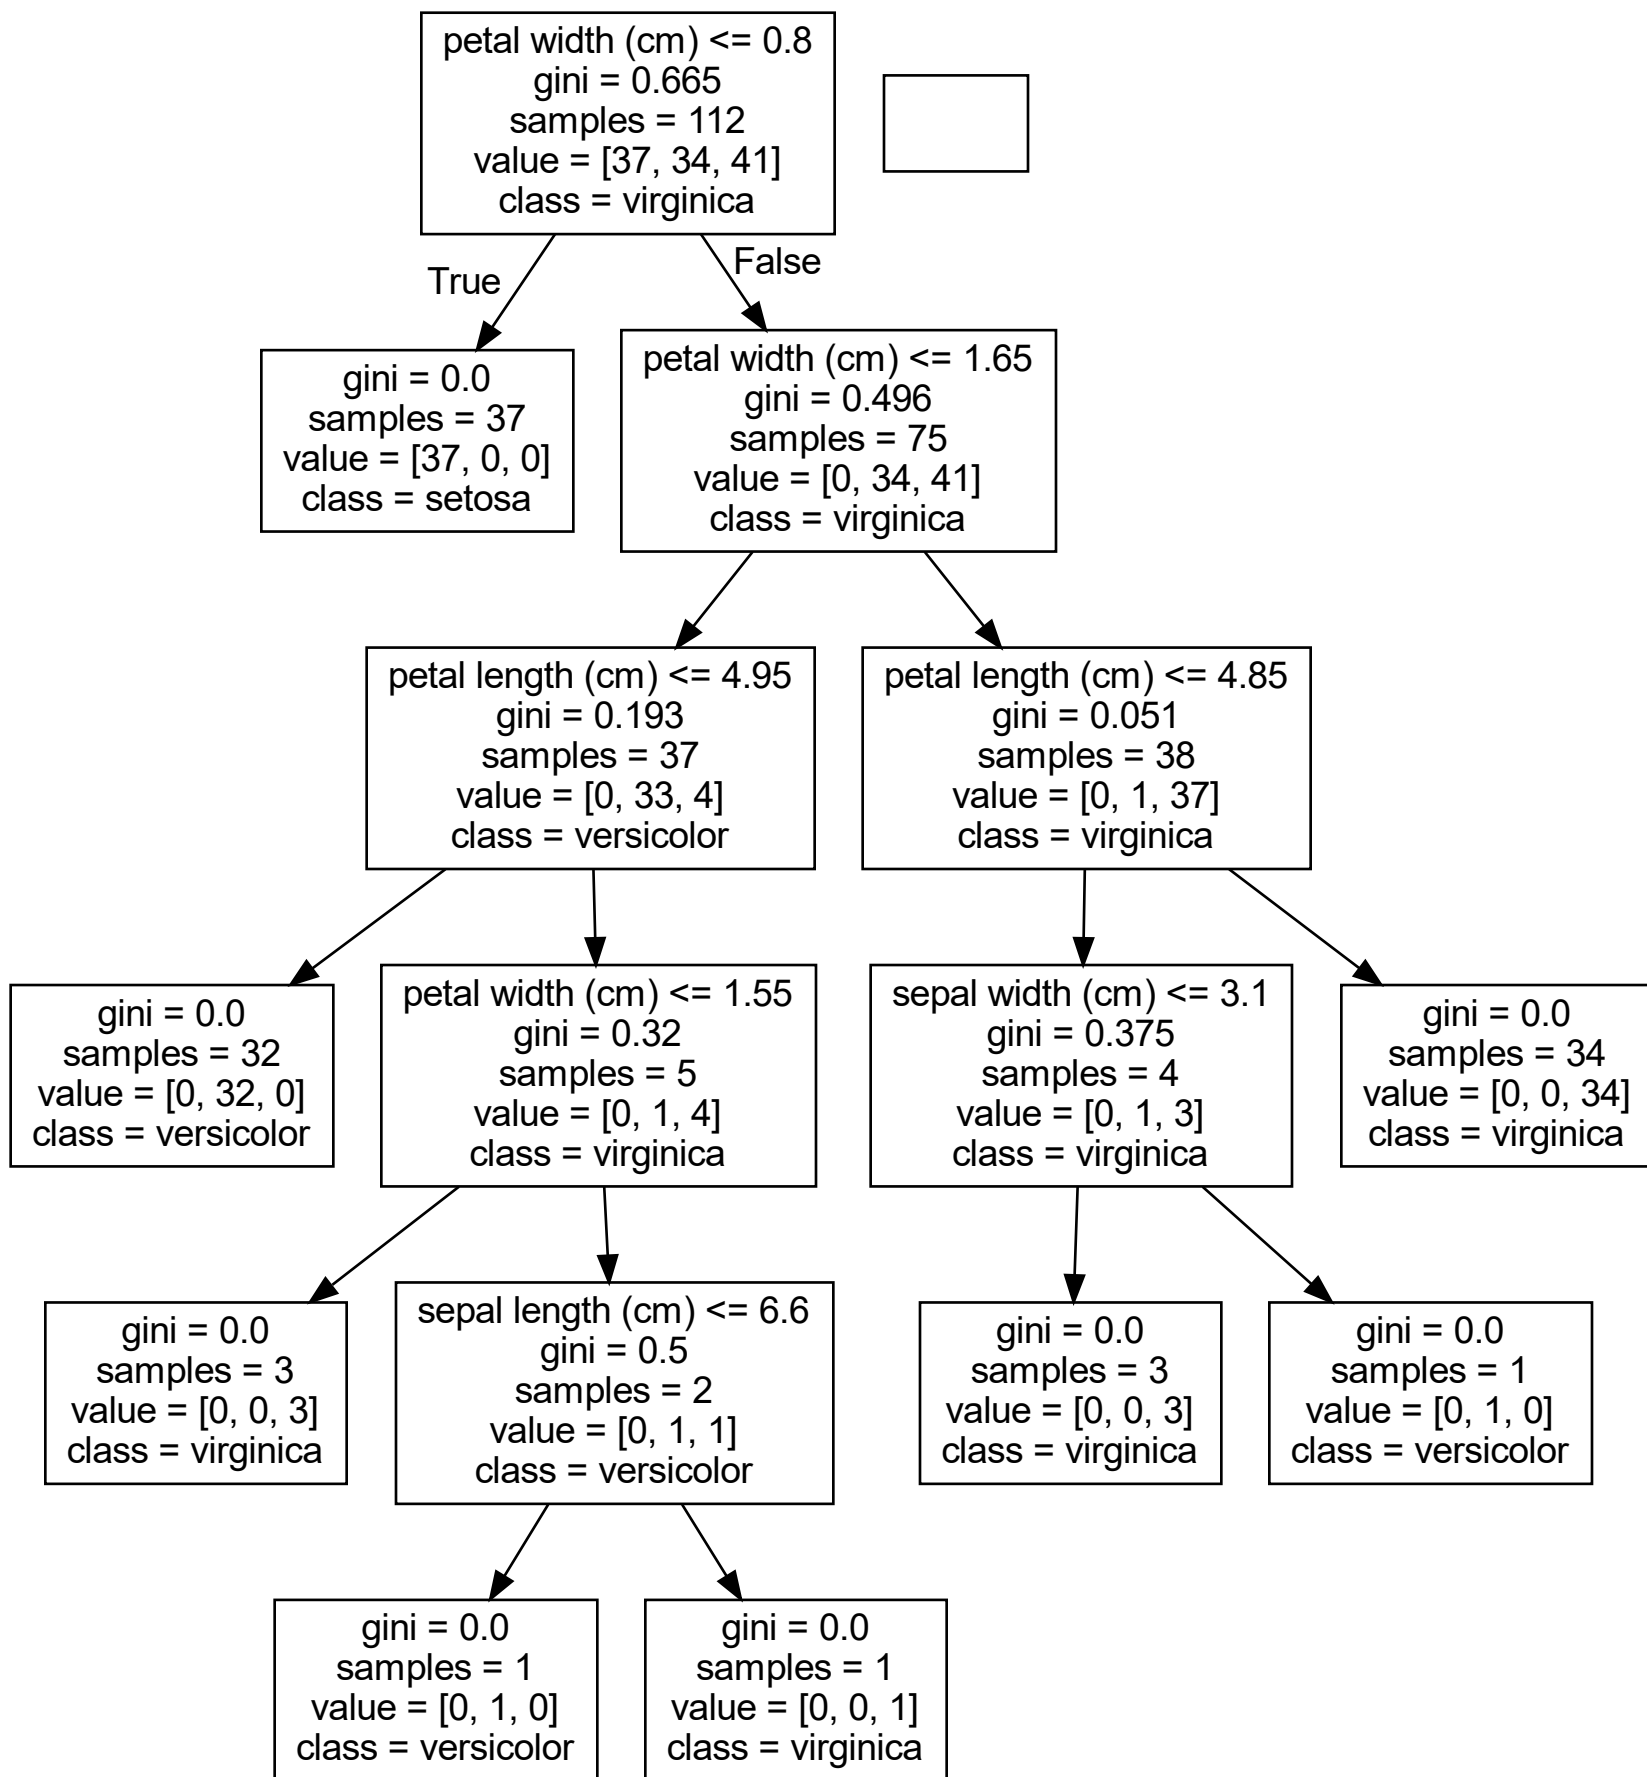 petal width (cm) <= 0.8
gini = 0.665
samples = 112
value = [37, 34, 41]
class = virginica
True
False
gini = 0.0
samples = 37
value = [37, 0, 0]
class = setosa
petal width (cm) <= 1.65
gini = 0.496
samples = 75
value = [0, 34, 41]
class = virginica
petal length (cm) <= 4.95
gini = 0.193
samples = 37
value = [0, 33, 4]
class = versicolor
petal length (cm) <= 4.85
gini = 0.051
samples = 38
value = [0, 1, 37]
class = virginica
gini = 0.0
samples = 32
value = [0, 32, 0]
class = versicolor
petal width (cm) <= 1.55
gini = 0.32
samples = 5
value = [0, 1, 4]
class = virginica
sepal width (cm) <= 3.1
gini = 0.375
samples = 4
value = [0, 1, 3]
class = virginica
gini = 0.0
samples = 34
value = [0, 0, 34]
class = virginica
gini = 0.0
samples = 3
value = [0, 0, 3]
class = virginica
sepal length (cm) <= 6.6
gini = 0.5
samples = 2
value = [0, 1, 1]
class = versicolor
gini = 0.0
samples = 3
value = [0, 0, 3]
class = virginica
gini = 0.0
samples = 1
value = [0, 1, 0]
class = versicolor
gini = 0.0
samples = 1
value = [0, 1, 0]
class = versicolor
gini = 0.0
samples = 1
value = [0, 0, 1]
class = virginica